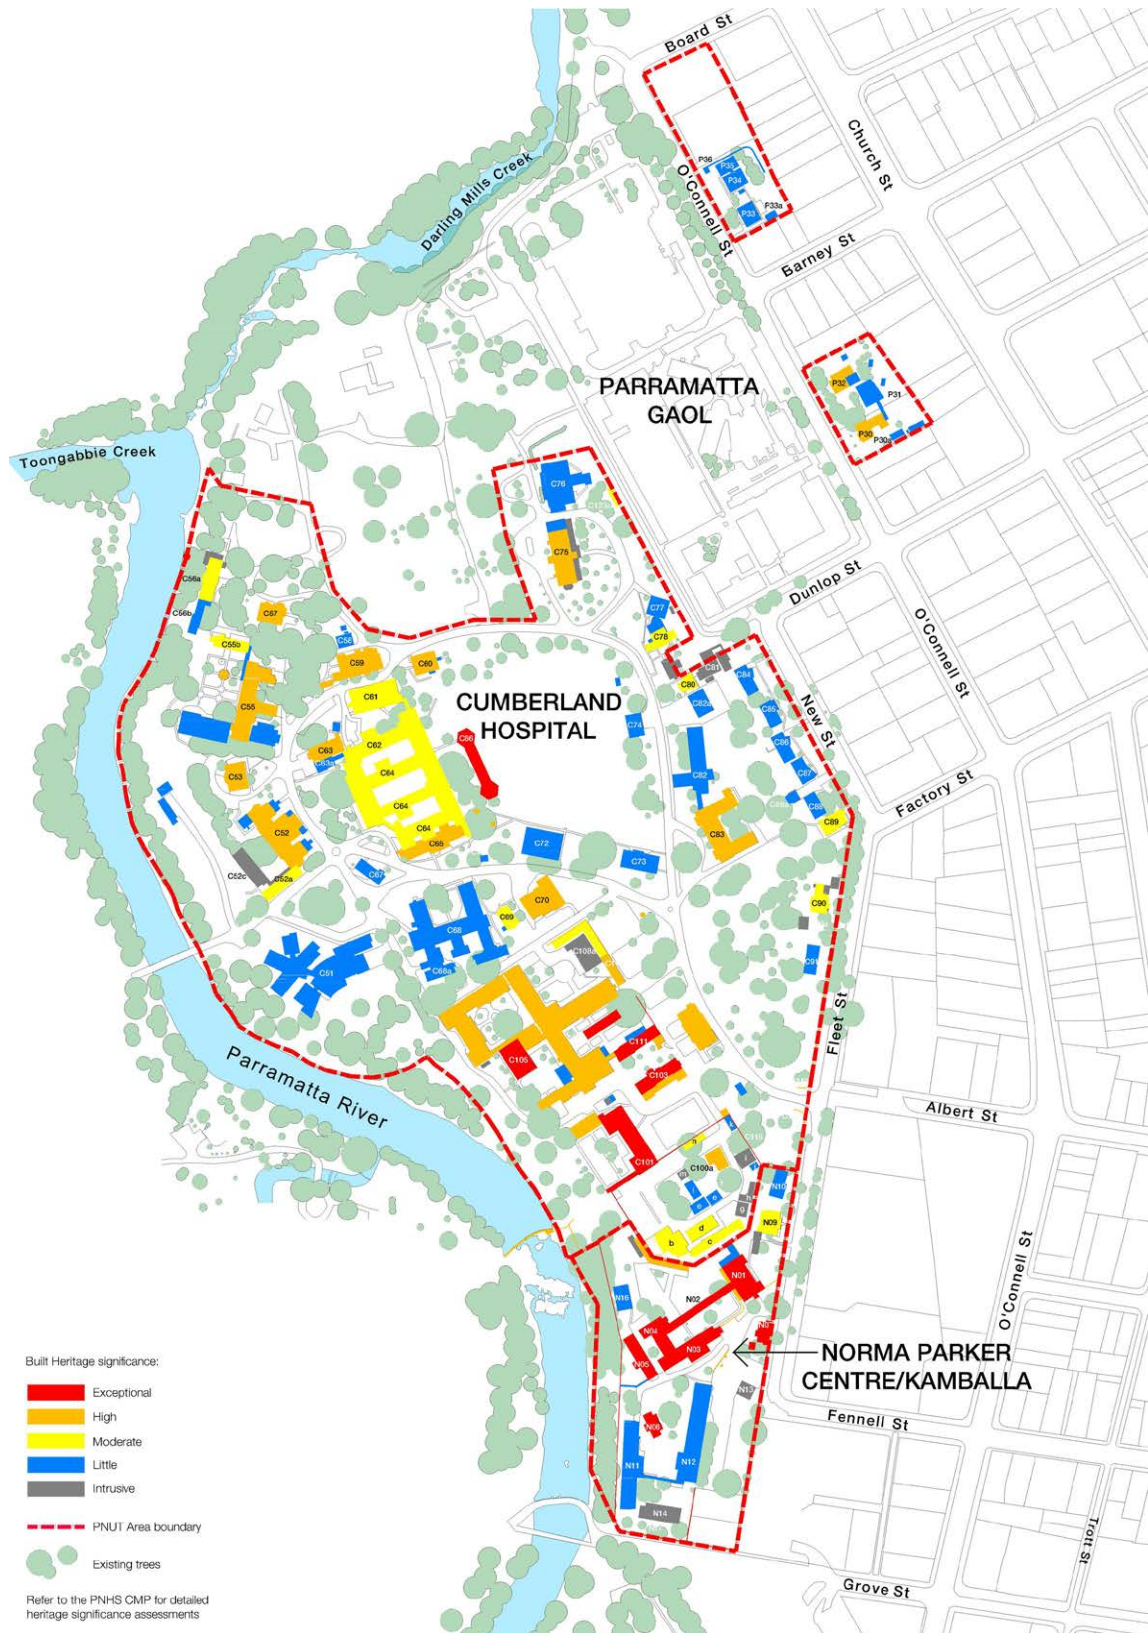 Board St
Church St
Darling Mills Creek
P36
P35
P34
P33
P33a
O'Connell St
Barney St
PARRAMATTA
GAOL
P32
P31
P30
P30a
Toongabbie Creek
C76
C75
Dunlop St
C56a
C56b
C57
C55b
C58
C59
C60
C77
C78
C81
C80
C84
C82a
O'Connell St
New St
C61
CUMBERLAND
HOSPITAL
C55
C63
C63a
C62
C66
C74
C85
C86
C87
C53
C64
C64
C64
C65
C82
C83
C88
C89
Factory St
C52
C52c
C52a
C67
C72
C73
C90
C70
C69
C68
C68a
C51
C108a
C91
Fleet St
C105
C111
C103
Parramatta River
Albert St
C101
n
C100a
i
m
e
e
h
g
d
c
b
N10
N09
N01
N02
N16
N04
N03
N05
O'Connell St
NORMA PARKER
CENTRE/KAMBALLA
N13
Fennell St
N06
N11
N12
N14
Trott St
Grove St
Built Heritage significance:
Exceptional
High
Moderate
Little
Intrusive
PNUT Area boundary
Existing trees
Refer to the PNHS CMP for detailed
heritage significance assessments